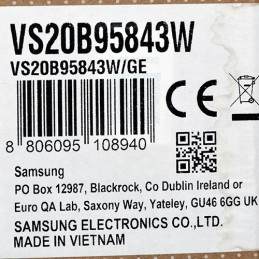 VS20B95843W
VS20B95843W/GE
CE
8 806095 108940
Samsung
PO Box 12987, Blackrock, Co Dublin Ireland or
Euro QA Lab, Saxony Way, Yateley, GU46 6GG UK
SAMSUNG ELECTRONICS CO.,LTD.
MADE IN VIETNAM